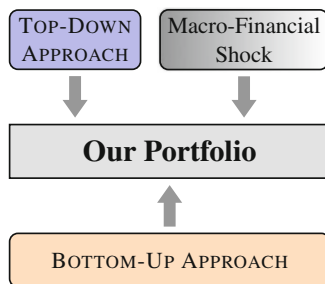 TOP-DOWN
APPROACH
Macro-Financial
Shock
Our Portfolio
BOTTOM-UP APPROACH